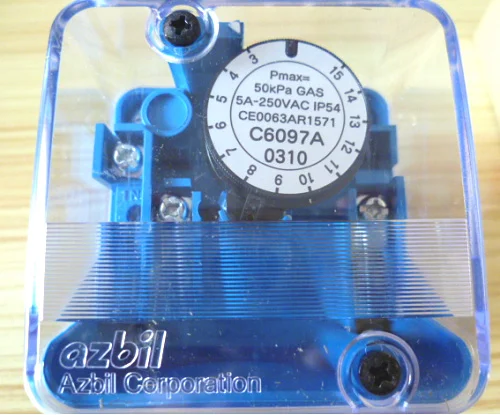 Pmax=
50kPa GAS
5A-250VAC IP54
CE0063AR1571
C6097A
0310
3
4
5
6
7
8
9
10
11
12
13
14
15
azbil
Azbil Corporation